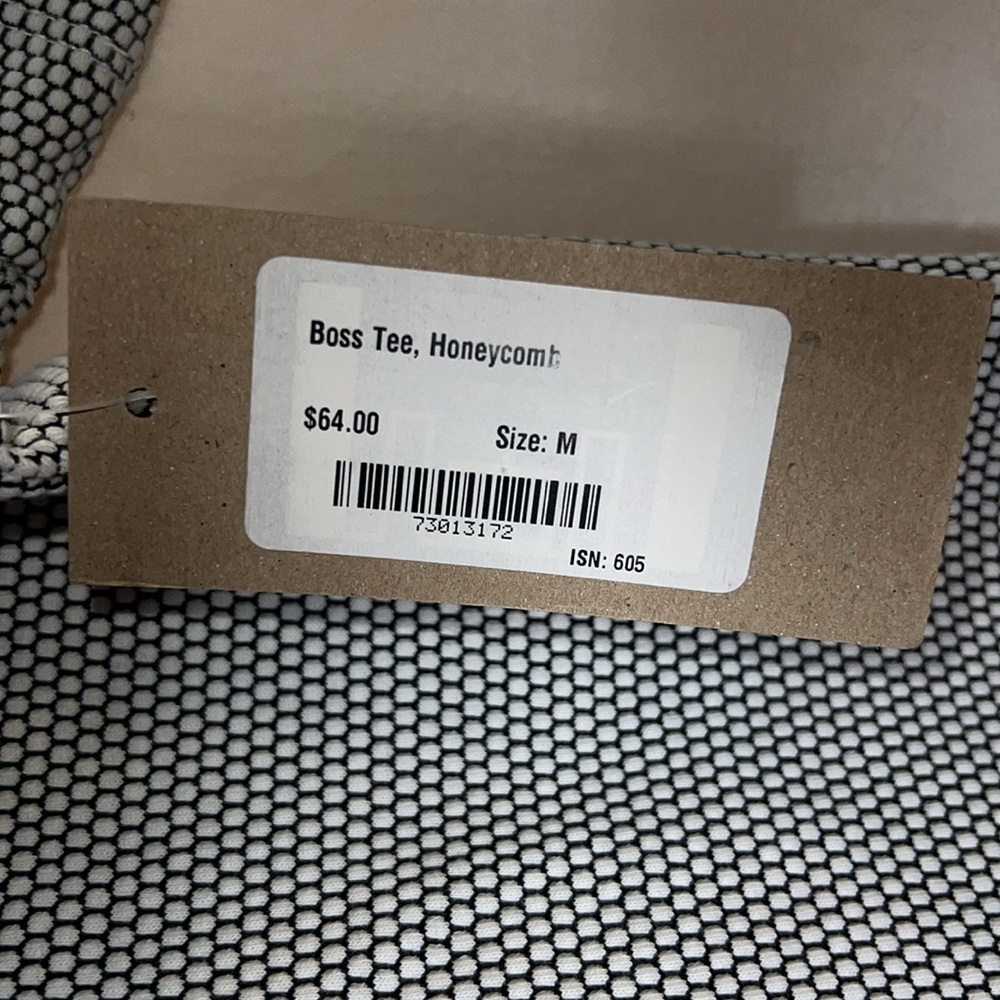 Boss Tee, Honeycomb
$64.00
Size: M
73013172
ISN: 605